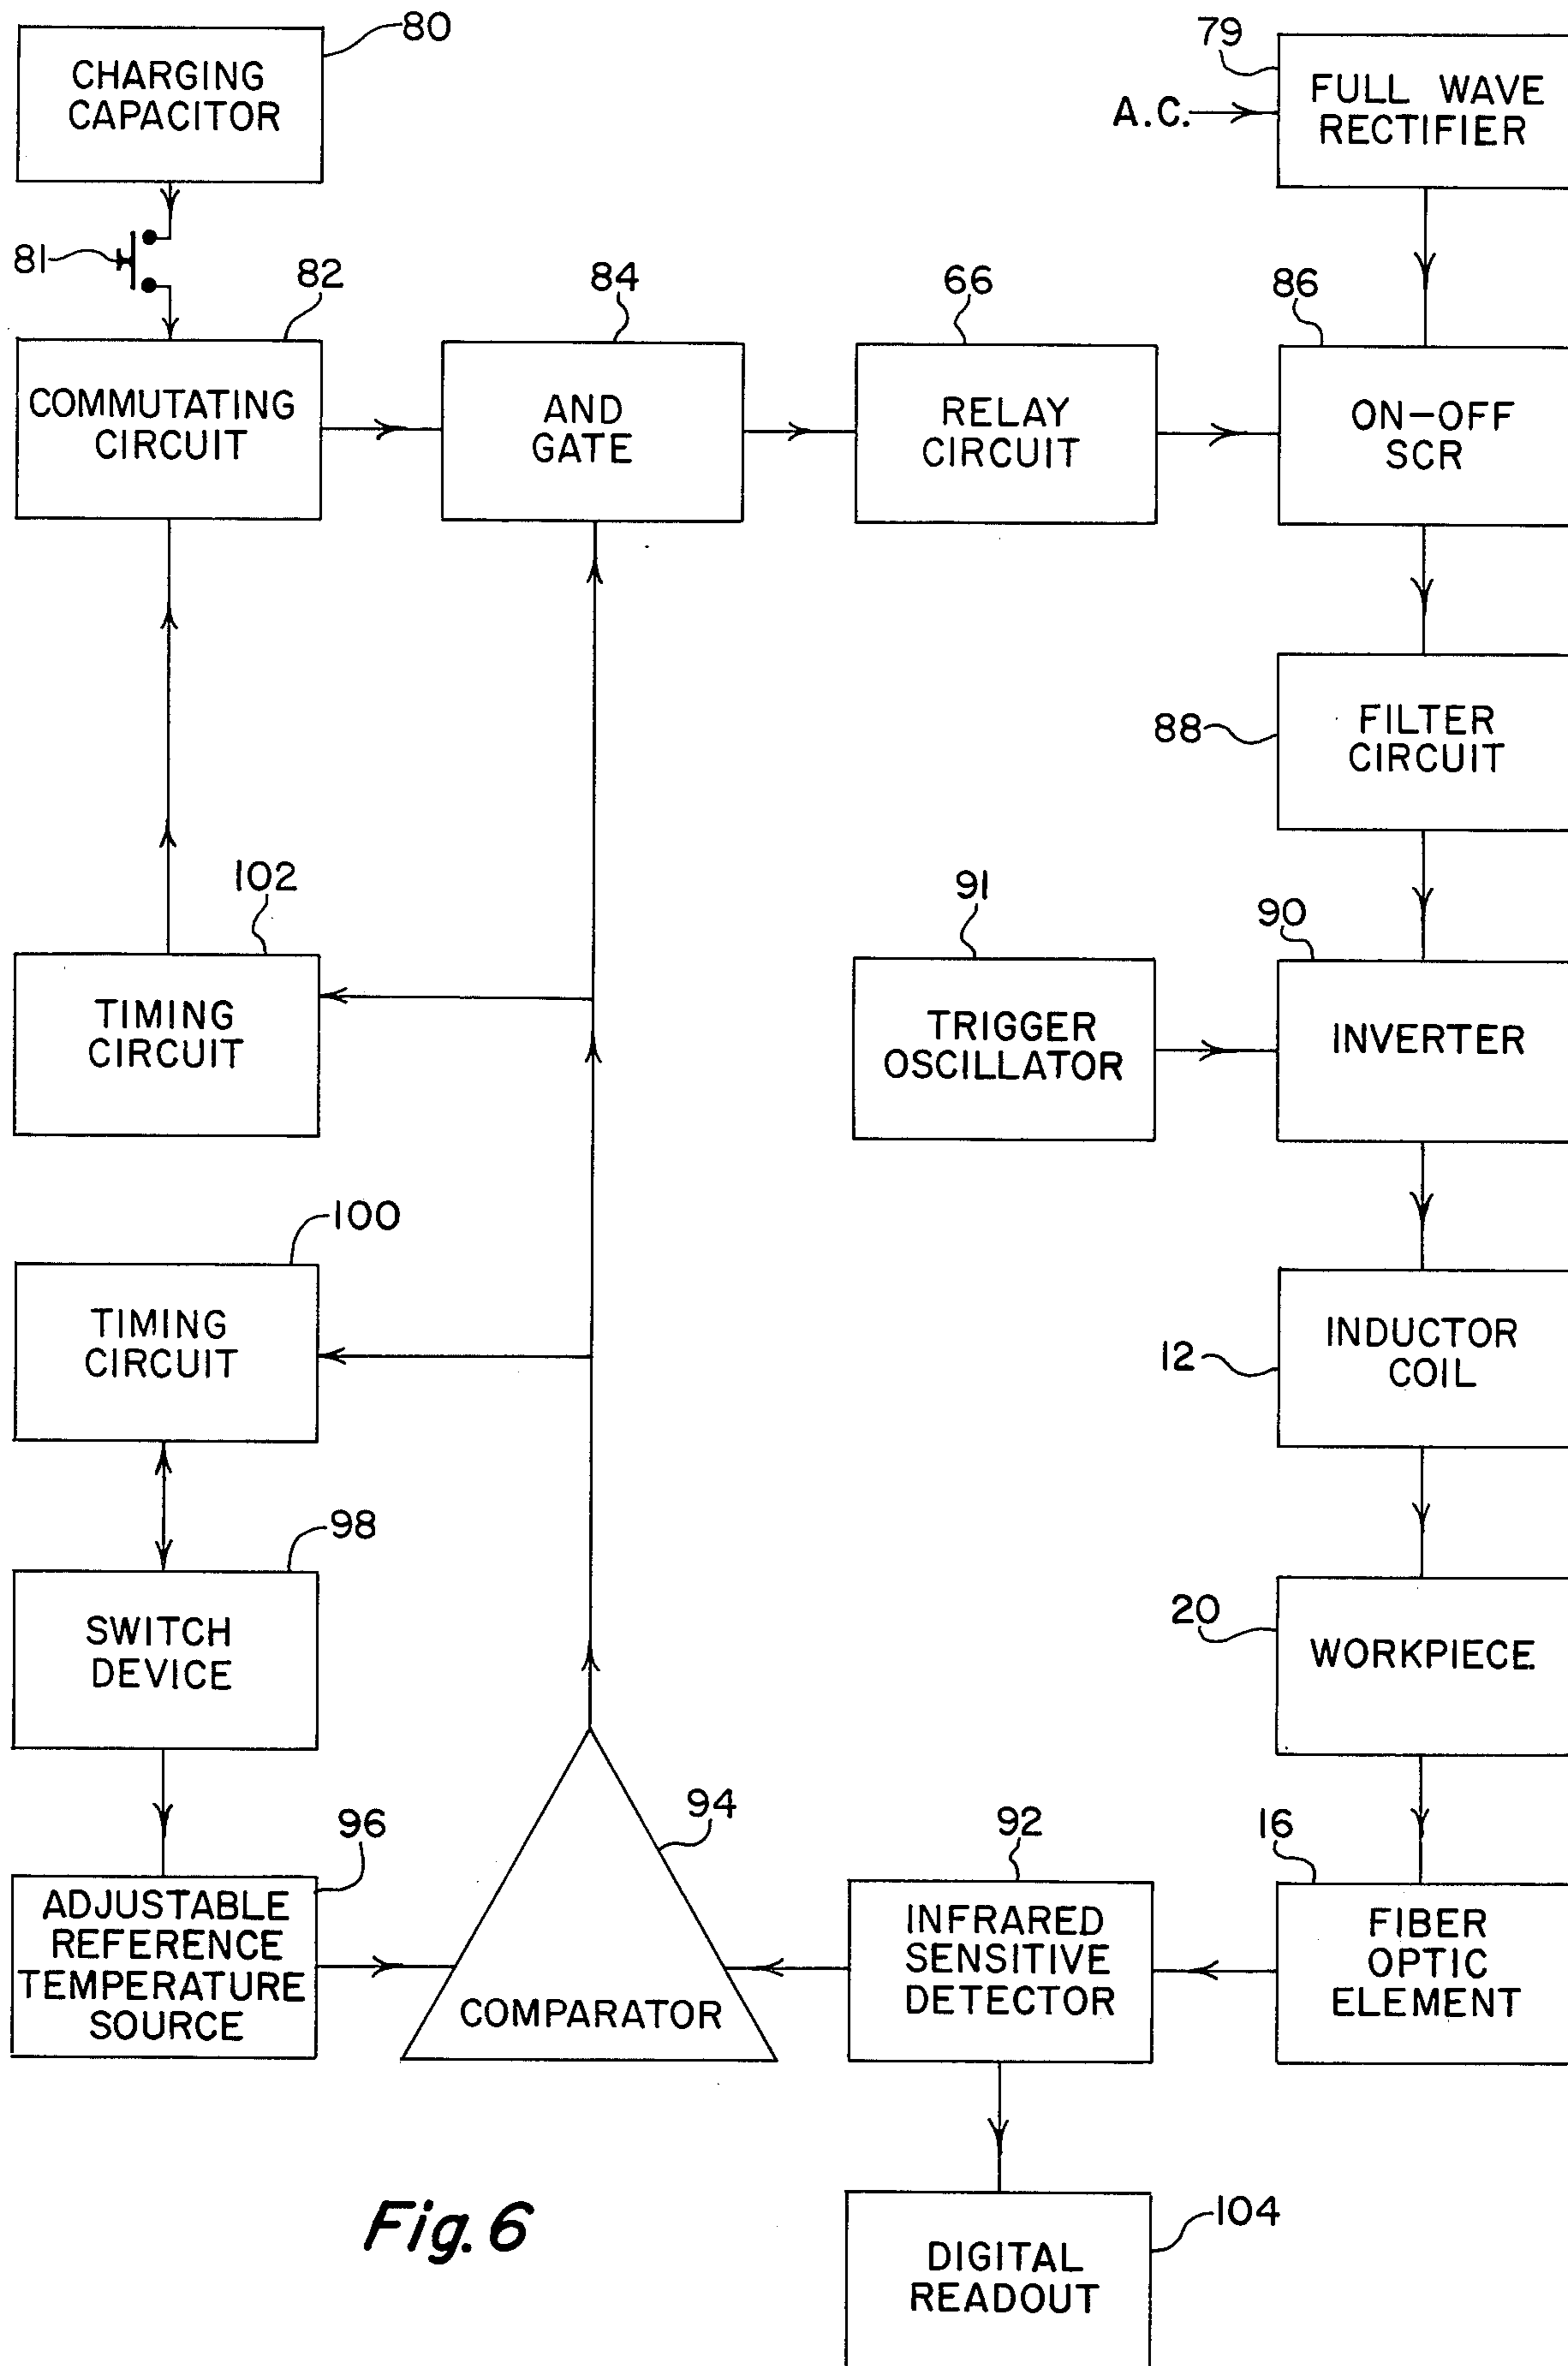 80
CHARGING
CAPACITOR
79
A.C.
FULL WAVE
RECTIFIER
81
82
COMMUTATING
CIRCUIT
84
AND
GATE
66
RELAY
CIRCUIT
86
ON-OFF
SCR
88
FILTER
CIRCUIT
102
TIMING
CIRCUIT
91
TRIGGER
OSCILLATOR
90
INVERTER
100
TIMING
CIRCUIT
12
INDUCTOR
COIL
98
SWITCH
DEVICE
20
WORKPIECE
96
ADJUSTABLE
REFERENCE
TEMPERATURE
SOURCE
94
COMPARATOR
92
INFRARED
SENSITIVE
DETECTOR
16
FIBER
OPTIC
ELEMENT
104
DIGITAL
READOUT
Fig. 6